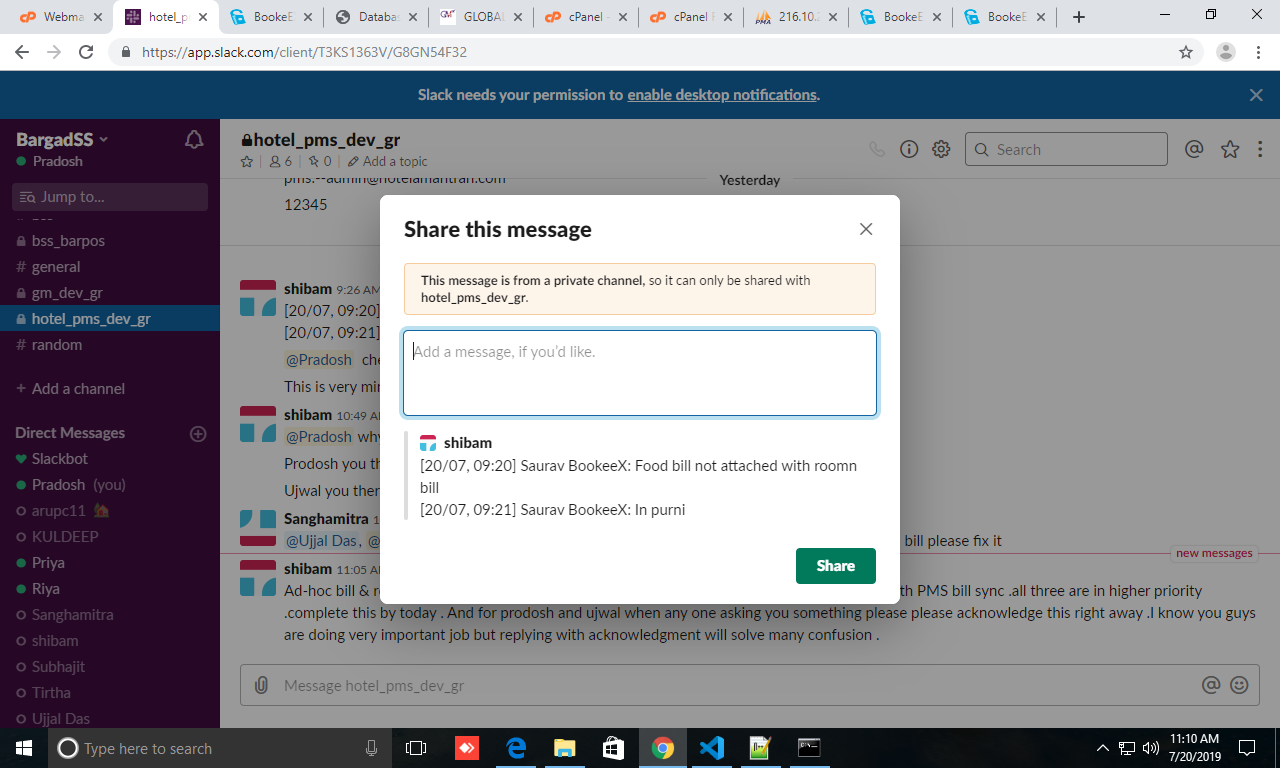 Webma
hotel_p
BookeE
Databas
GLOBAL
cPanel -
cPanel F
216.10.2
BookeE
BookeE
https://app.slack.com/client/T3KS1363V/G8GN54F32
Slack needs your permission to enable desktop notifications.
BargadSS
Pradosh
Jump to...
bss_barpos
# general
gm_dev_gr
hotel_pms_dev_gr
# random
+ Add a channel
Direct Messages
Slackbot
Pradosh (you)
arupc11
KULDEEP
Priya
Riya
Sanghamitra
shibam
Subhajit
Tirtha
Ujjal Das
hotel_pms_dev_gr
6
0
Add a topic
Search
pms:--admin@hotelamantran.com
Yesterday
12345
shibam 9:26 AM
[20/07, 09:20]
[20/07, 09:21]
@Pradosh che
This is very min
shibam 10:49 AM
@Pradosh why
Prodosh you th
Ujwal you ther
Sanghamitra 1
@Ujjal Das, @
bill please fix it
new messages
shibam 11:05 AM
Ad-hoc bill & r
th PMS bill sync .all three are in higher priority
.complete this by today . And for prodosh and ujwal when any one asking you something please please acknowledge this right away .I know you guys
are doing very important job but replying with acknowledgment will solve many confusion .
Message hotel_pms_dev_gr
Share this message
This message is from a private channel, so it can only be shared with
hotel_pms_dev_gr.
Add a message, if you'd like.
shibam
[20/07, 09:20] Saurav BookeeX: Food bill not attached with roomn
bill
[20/07, 09:21] Saurav BookeeX: In purni
Share
Type here to search
11:10 AM
7/20/2019